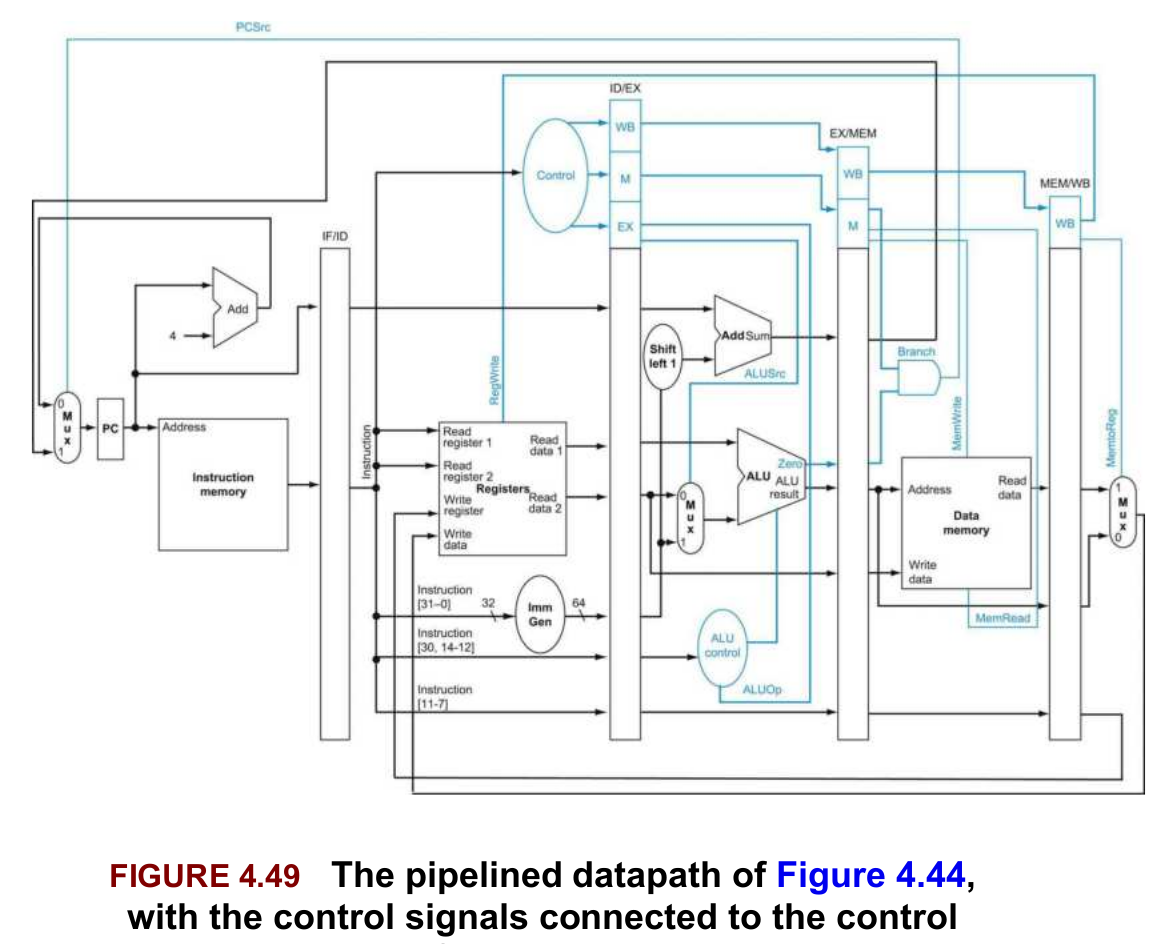 PCSrc
ID/EX
WB
EX/MEM
Control
M
WB
MEM/WB
EX
M
WB
IF/ID
Add
4
Add Sum
Shift
left 1
Branch
ALUSrc
RegWrite
MemWrite
MemtoReg
0
M
u
x
1
PC
Address
Instruction
memory
Instruction
Read
register 1
Read
data 1
Read
register 2
Registers
Write
register
Read
data 2
Write
data
0
M
u
x
1
Zero
ALU
ALU
result
Address
Read
data
Data
memory
Write
data
1
M
u
x
0
Instruction
[31–0]
32
Imm
Gen
64
MemRead
Instruction
[30, 14-12]
ALU
control
Instruction
[11-7]
ALUOp
FIGURE 4.49 The pipelined datapath of Figure 4.44,
with the control signals connected to the control